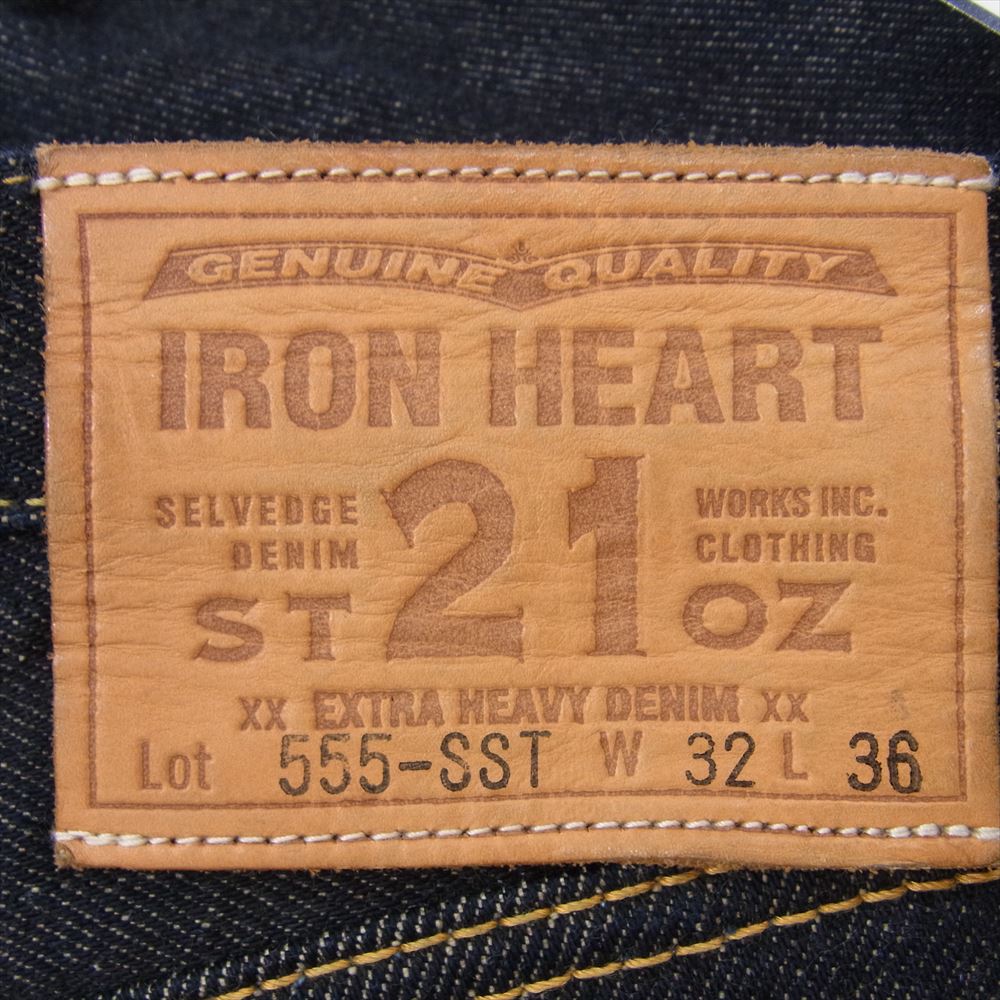 GENUINE QUALITY
IRON HEART
SELVEDGE
DENIM
ST 21 OZ
WORKS INC.
CLOTHING
XX EXTRA HEAVY DENIM XX
Lot 555-SST W 32 L 36